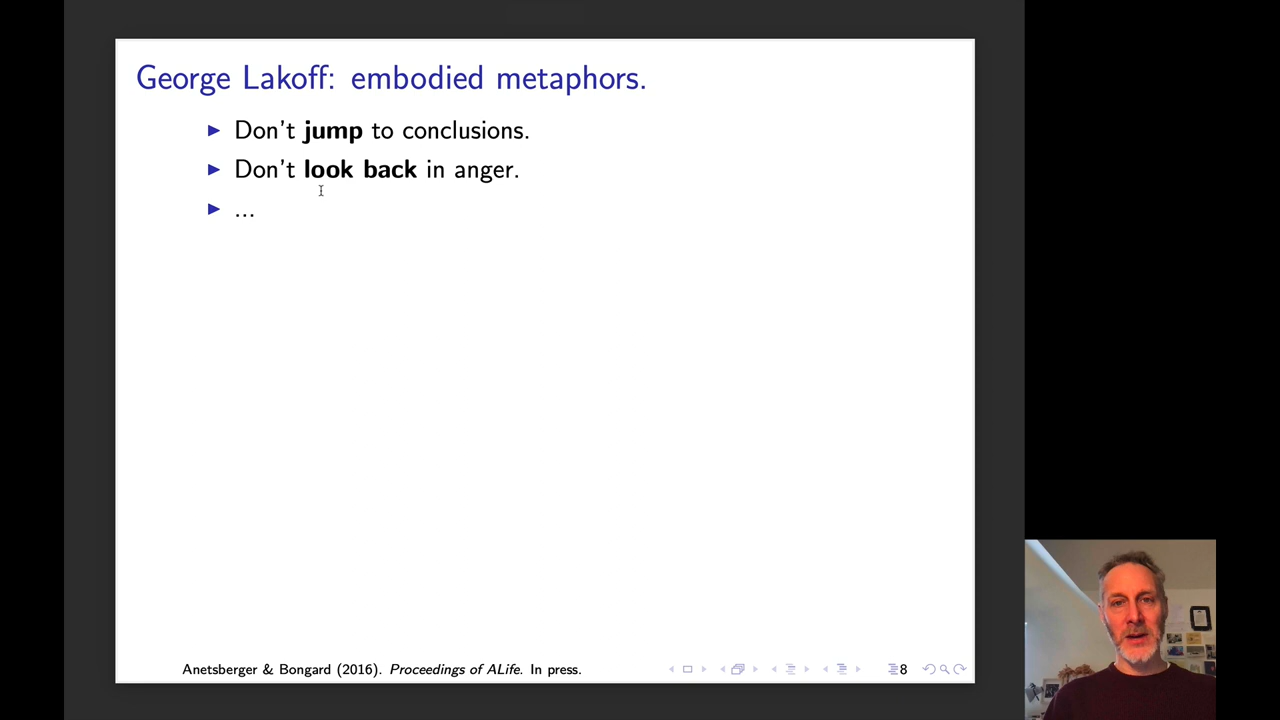 George Lakoff: embodied metaphors.
Don't jump to conclusions.
Don't look back in anger.
...
Anetsberger & Bongard (2016). Proceedings of ALife. In press.
8